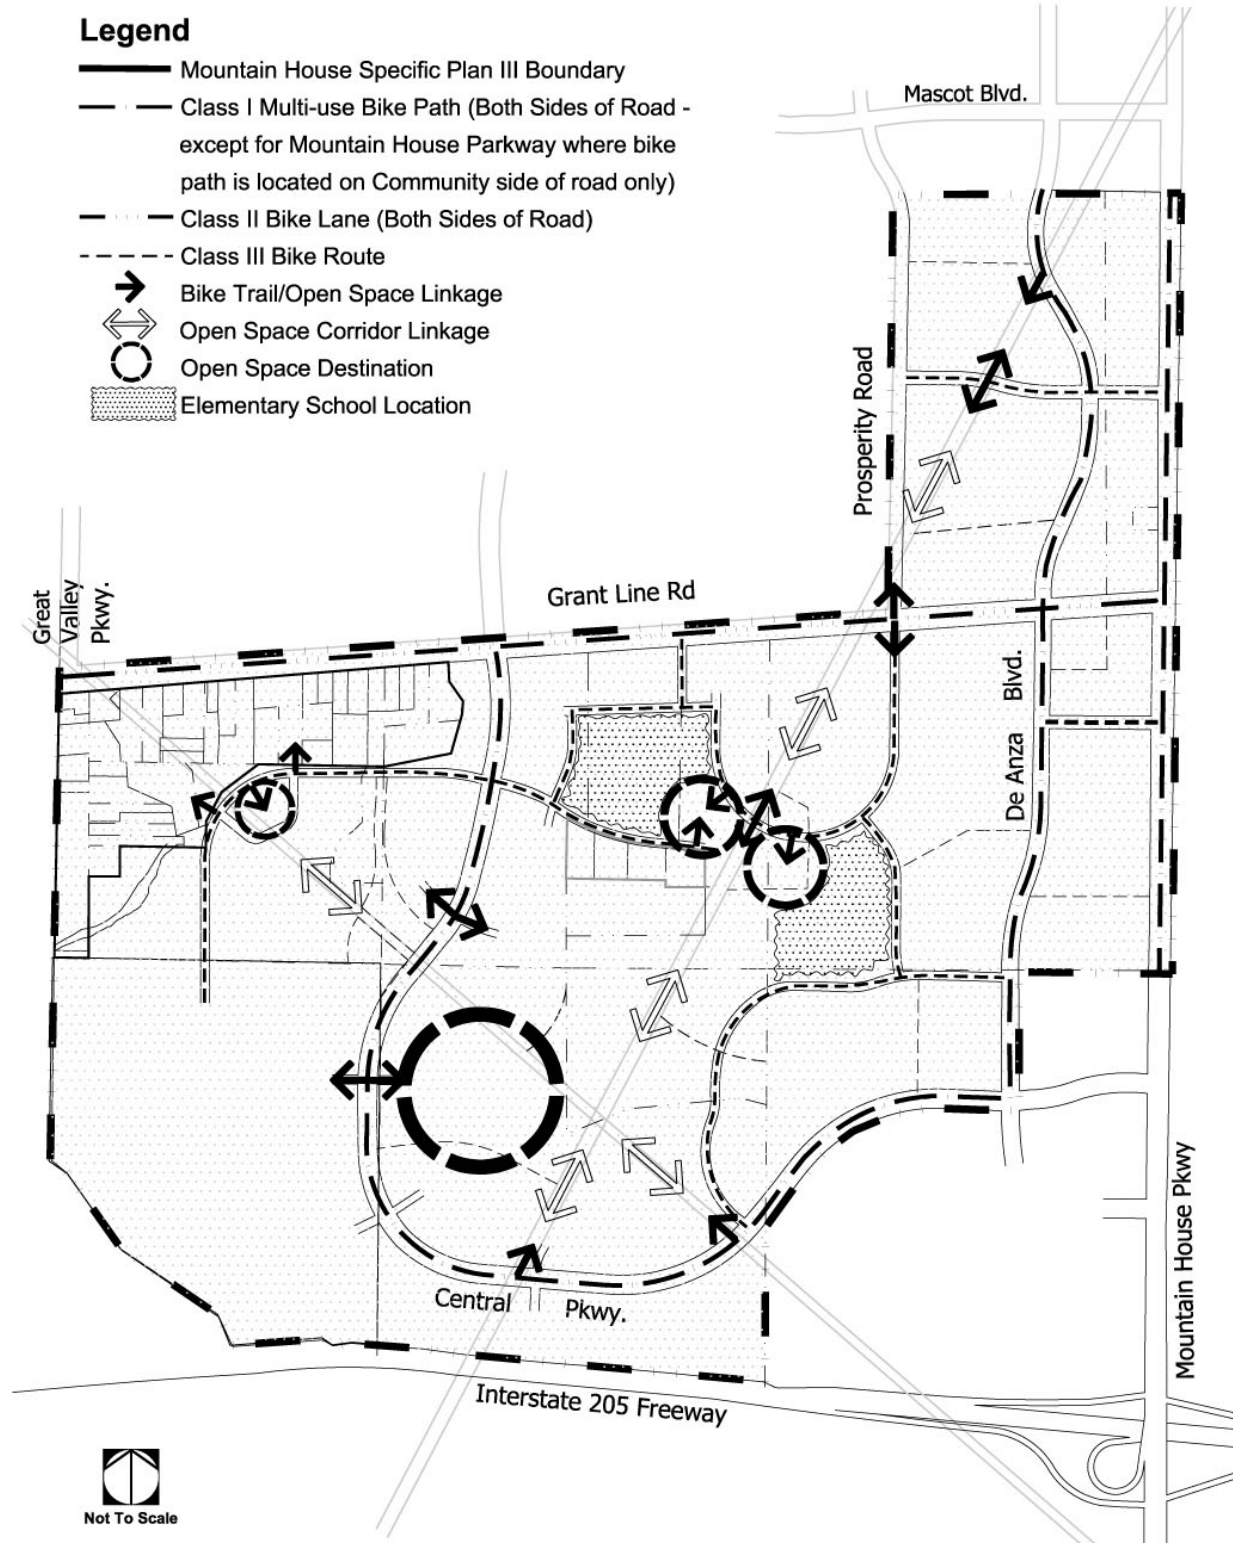 Legend
Mountain House Specific Plan III Boundary
Class I Multi-use Bike Path (Both Sides of Road -
except for Mountain House Parkway where bike
path is located on Community side of road only)
Class II Bike Lane (Both Sides of Road)
Class III Bike Route
Bike Trail/Open Space Linkage
Open Space Corridor Linkage
Open Space Destination
Elementary School Location
Mascot Blvd.
Prosperity Road
Great
Valley
Pkwy.
Grant Line Rd
De Anza Blvd.
Mountain House Pkwy
Central Pkwy.
Interstate 205 Freeway
Not To Scale